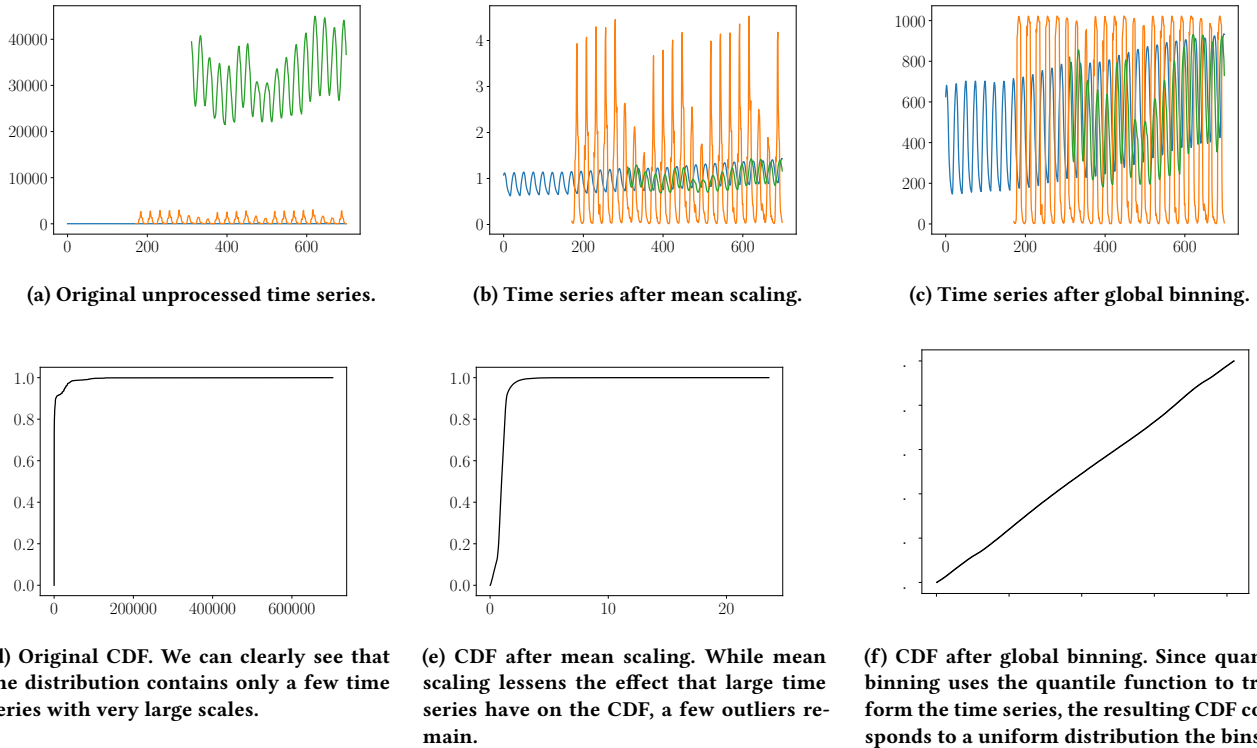 40000
30000
20000
10000
0
0 200 400 600
(a) Original unprocessed time series.
4
3
2
1
0
0 200 400 600
(b) Time series after mean scaling.
1000
800
600
400
200
0
0 200 400 600
(c) Time series after global binning.
1.0
0.8
0.6
0.4
0.2
0.0
0 200000 400000 600000
) Original CDF. We can clearly see that
distribution contains only a few time
with very large scales.
1.0
0.8
0.6
0.4
0.2
0.0
0 10 20
(e) CDF after mean scaling. While mean
scaling lessens the effect that large time
series have on the CDF, a few outliers re-
main.
(f) CDF after global binning. Since quan
binning uses the quantile function to tr
form the time series, the resulting CDF co
sponds to a uniform distribution the bins